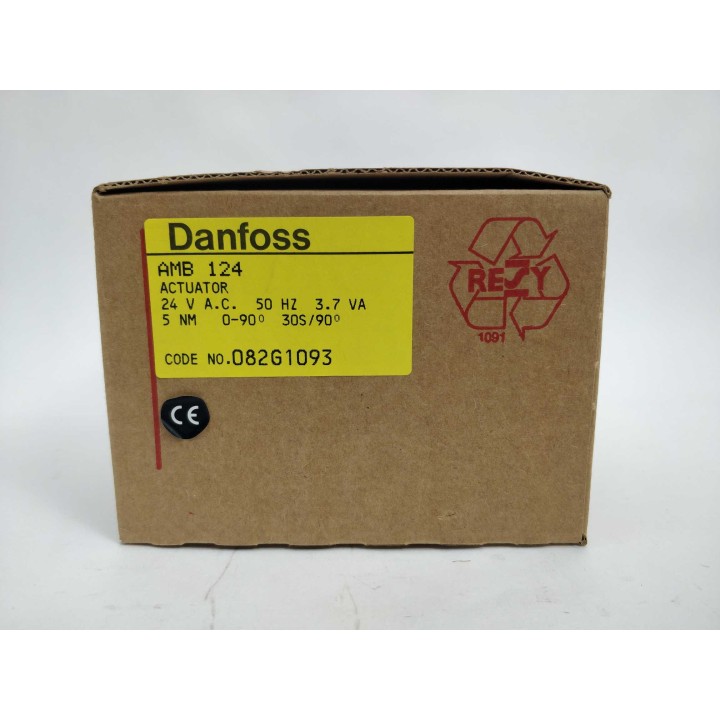 Danfoss
AMB 124
ACTUATOR
24 V A.C. 50 HZ 3.7 VA
5 NM 0-90° 30S/90°
CODE NO.082G1093
CE
RESY
1091